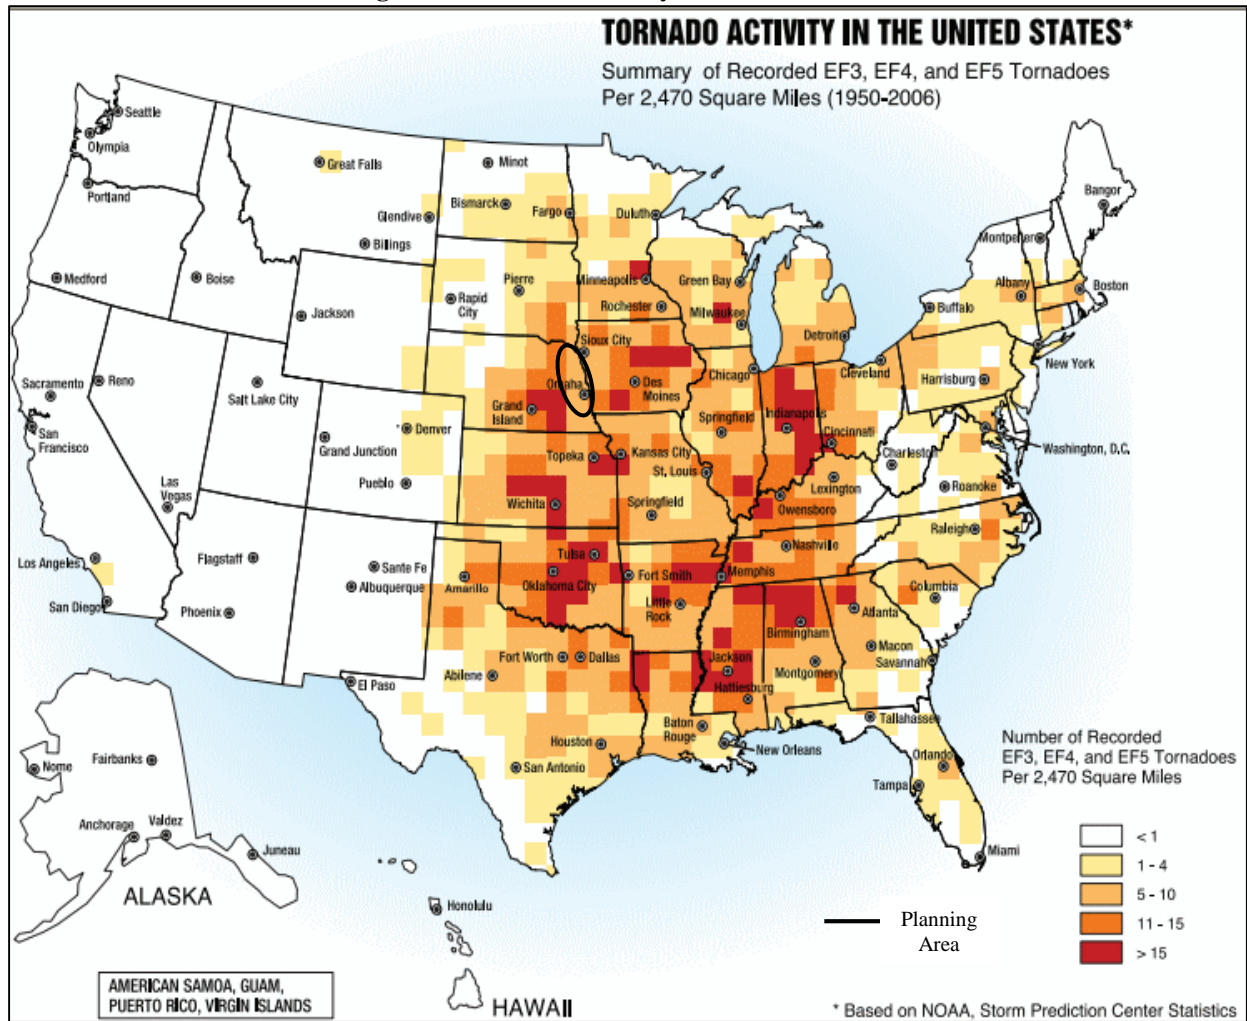 TORNADO ACTIVITY IN THE UNITED STATES*
Summary of Recorded EF3, EF4, and EF5 Tornadoes
Per 2,470 Square Miles (1950-2006)
Seattle
Olympia
Portland
Great Falls
Minot
Glendive
Bismarck
Fargo
Duluth
Bangor
Billings
Montpelier
Medford
Boise
Pierre
Minneapolis
Green Bay
Albany
Boston
Jackson
Rapid
City
Rochester
Milwaukee
Buffalo
Detroit
Sioux City
New York
Sacramento
Reno
Salt Lake City
Omaha
Des
Moines
Chicago
Cleveland
Harrisburg
San
Francisco
Grand Junction
Denver
Grand
Island
Springfield
Indianapolis
Cincinnati
Washington, D.C.
Topeka
Kansas City
St. Louis
Charleston
Las
Vegas
Pueblo
Wichita
Springfield
Lexington
Owensboro
Roanoke
Raleigh
Los Angeles
Flagstaff
Sante Fe
Albuquerque
Tulsa
Nashville
Amarillo
Oklahoma City
Fort Smith
Memphis
Columbia
San Diego
Phoenix
Little
Rock
Atlanta
Birmingham
Macon
Savannah
Fort Worth
Dallas
Jackson
Montgomery
El Paso
Abilene
Hattiesburg
Baton
Rouge
Tallahassee
Houston
New Orleans
Orlando
San Antonio
Tampa
Miami
Fairbanks
Nome
Anchorage
Valdez
Juneau
ALASKA
Honolulu
HAWAII
AMERICAN SAMOA, GUAM,
PUERTO RICO, VIRGIN ISLANDS
Number of Recorded
EF3, EF4, and EF5 Tornadoes
Per 2,470 Square Miles
< 1
1 - 4
5 - 10
11 - 15
> 15
Planning
Area
* Based on NOAA, Storm Prediction Center Statistics